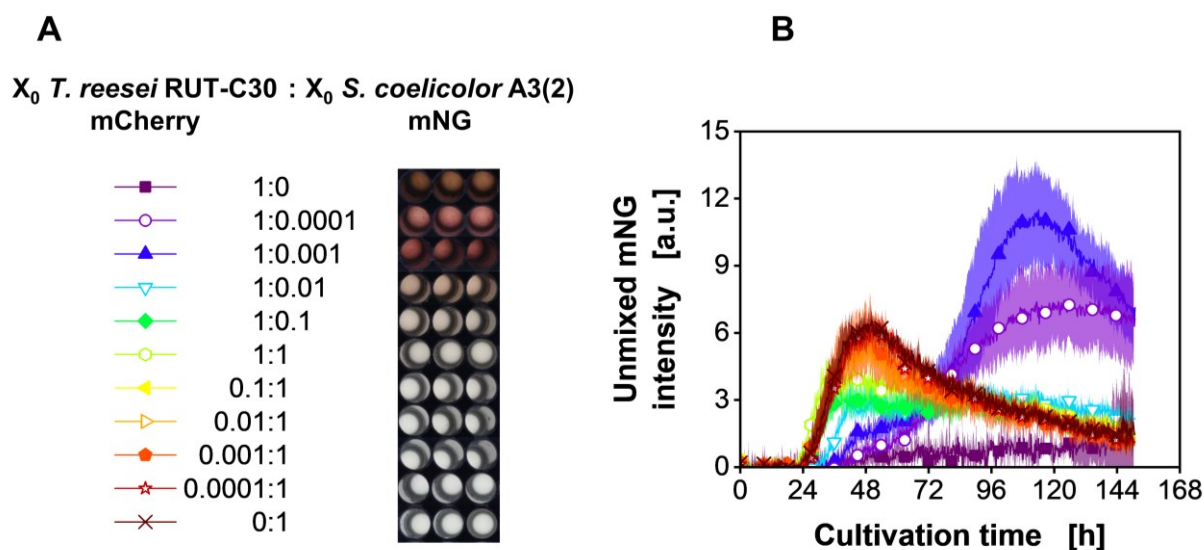 A
X₀ T. reesei RUT-C30 : X₀ S. coelicolor A3(2)
mCherry mNG
1:0
1:0.0001
1:0.001
1:0.01
1:0.1
1:1
0.1:1
0.01:1
0.001:1
0.0001:1
0:1
B
Unmixed mNG
intensity [a.u.]
15
12
9
6
3
0
0 24 48 72 96 120 144 168
Cultivation time [h]